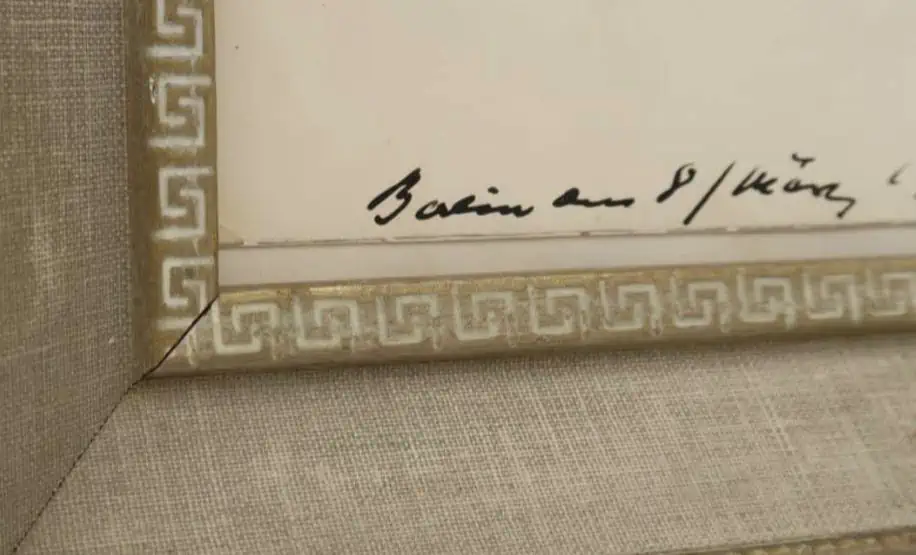 Berlin am 8/ März '